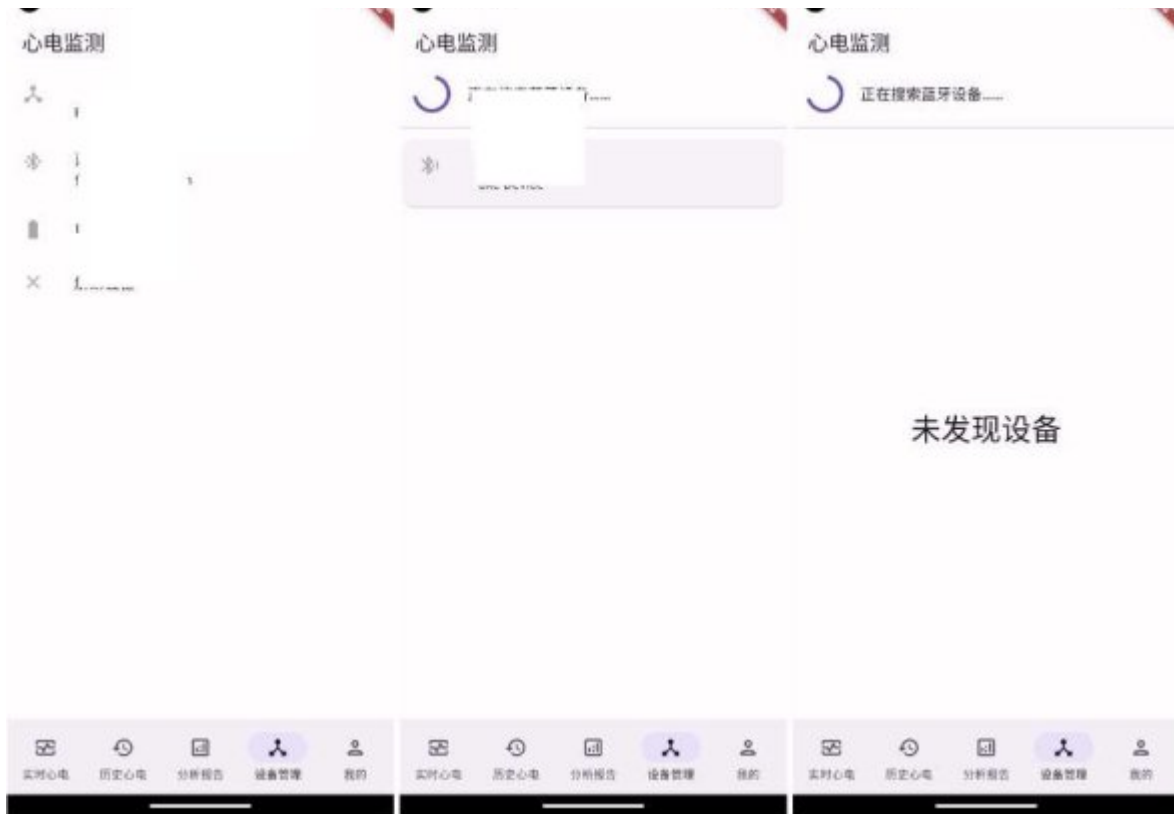 心电监测
实时心电
历史心电
分析报告
设备管理
我的
心电监测
实时心电
历史心电
分析报告
设备管理
我的
心电监测
正在搜索蓝牙设备......
未发现设备
实时心电
历史心电
分析报告
设备管理
我的